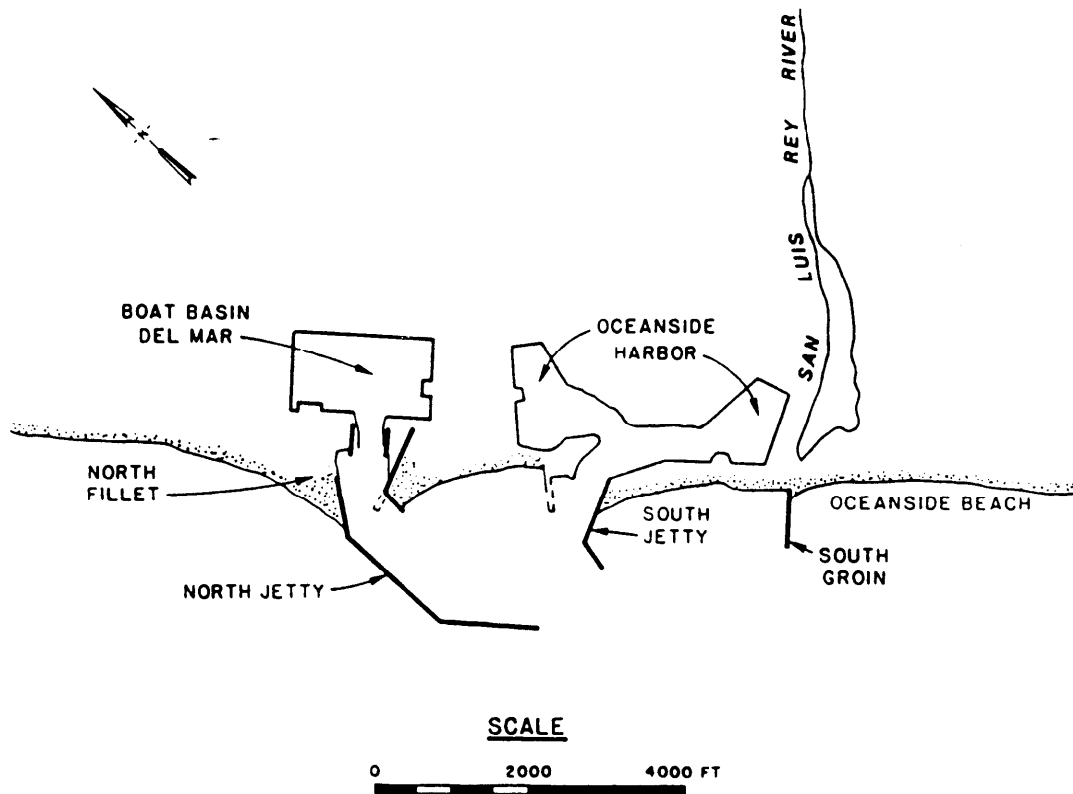 SAN LUIS REY RIVER
N
BOAT BASIN
DEL MAR
OCEANSIDE
HARBOR
NORTH
FILLET
SOUTH
JETTY
OCEANSIDE BEACH
SOUTH
GROIN
NORTH JETTY
SCALE
0 2000 4000 FT